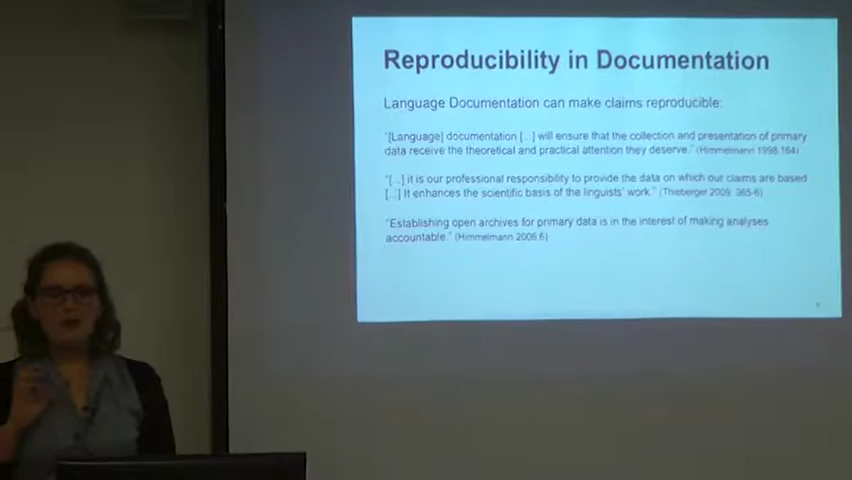 Reproducibility in Documentation
Language Documentation can make claims reproducible:
"[Language] documentation [...] will ensure that the collection and presentation of primary
data receive the theoretical and practical attention they deserve." (Himmelmann 1998:164)
"[...] it is our professional responsibility to provide the data on which our claims are based
[...] It enhances the scientific basis of the linguists' work." (Thieberger 2009: 365-6)
"Establishing open archives for primary data is in the interest of making analyses
accountable." (Himmelmann 2006:6)